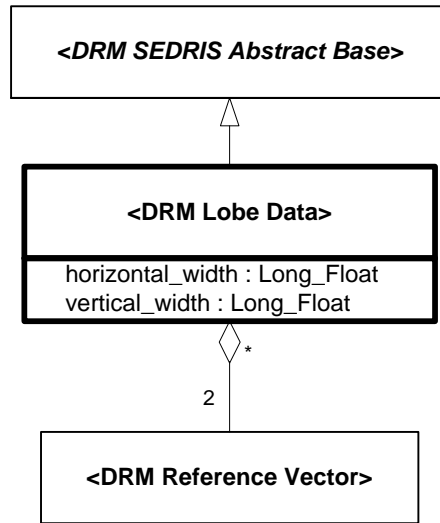 <DRM SEDRIS Abstract Base>
<DRM Lobe Data>
horizontal_width : Long_Float
vertical_width : Long_Float
*
2
<DRM Reference Vector>